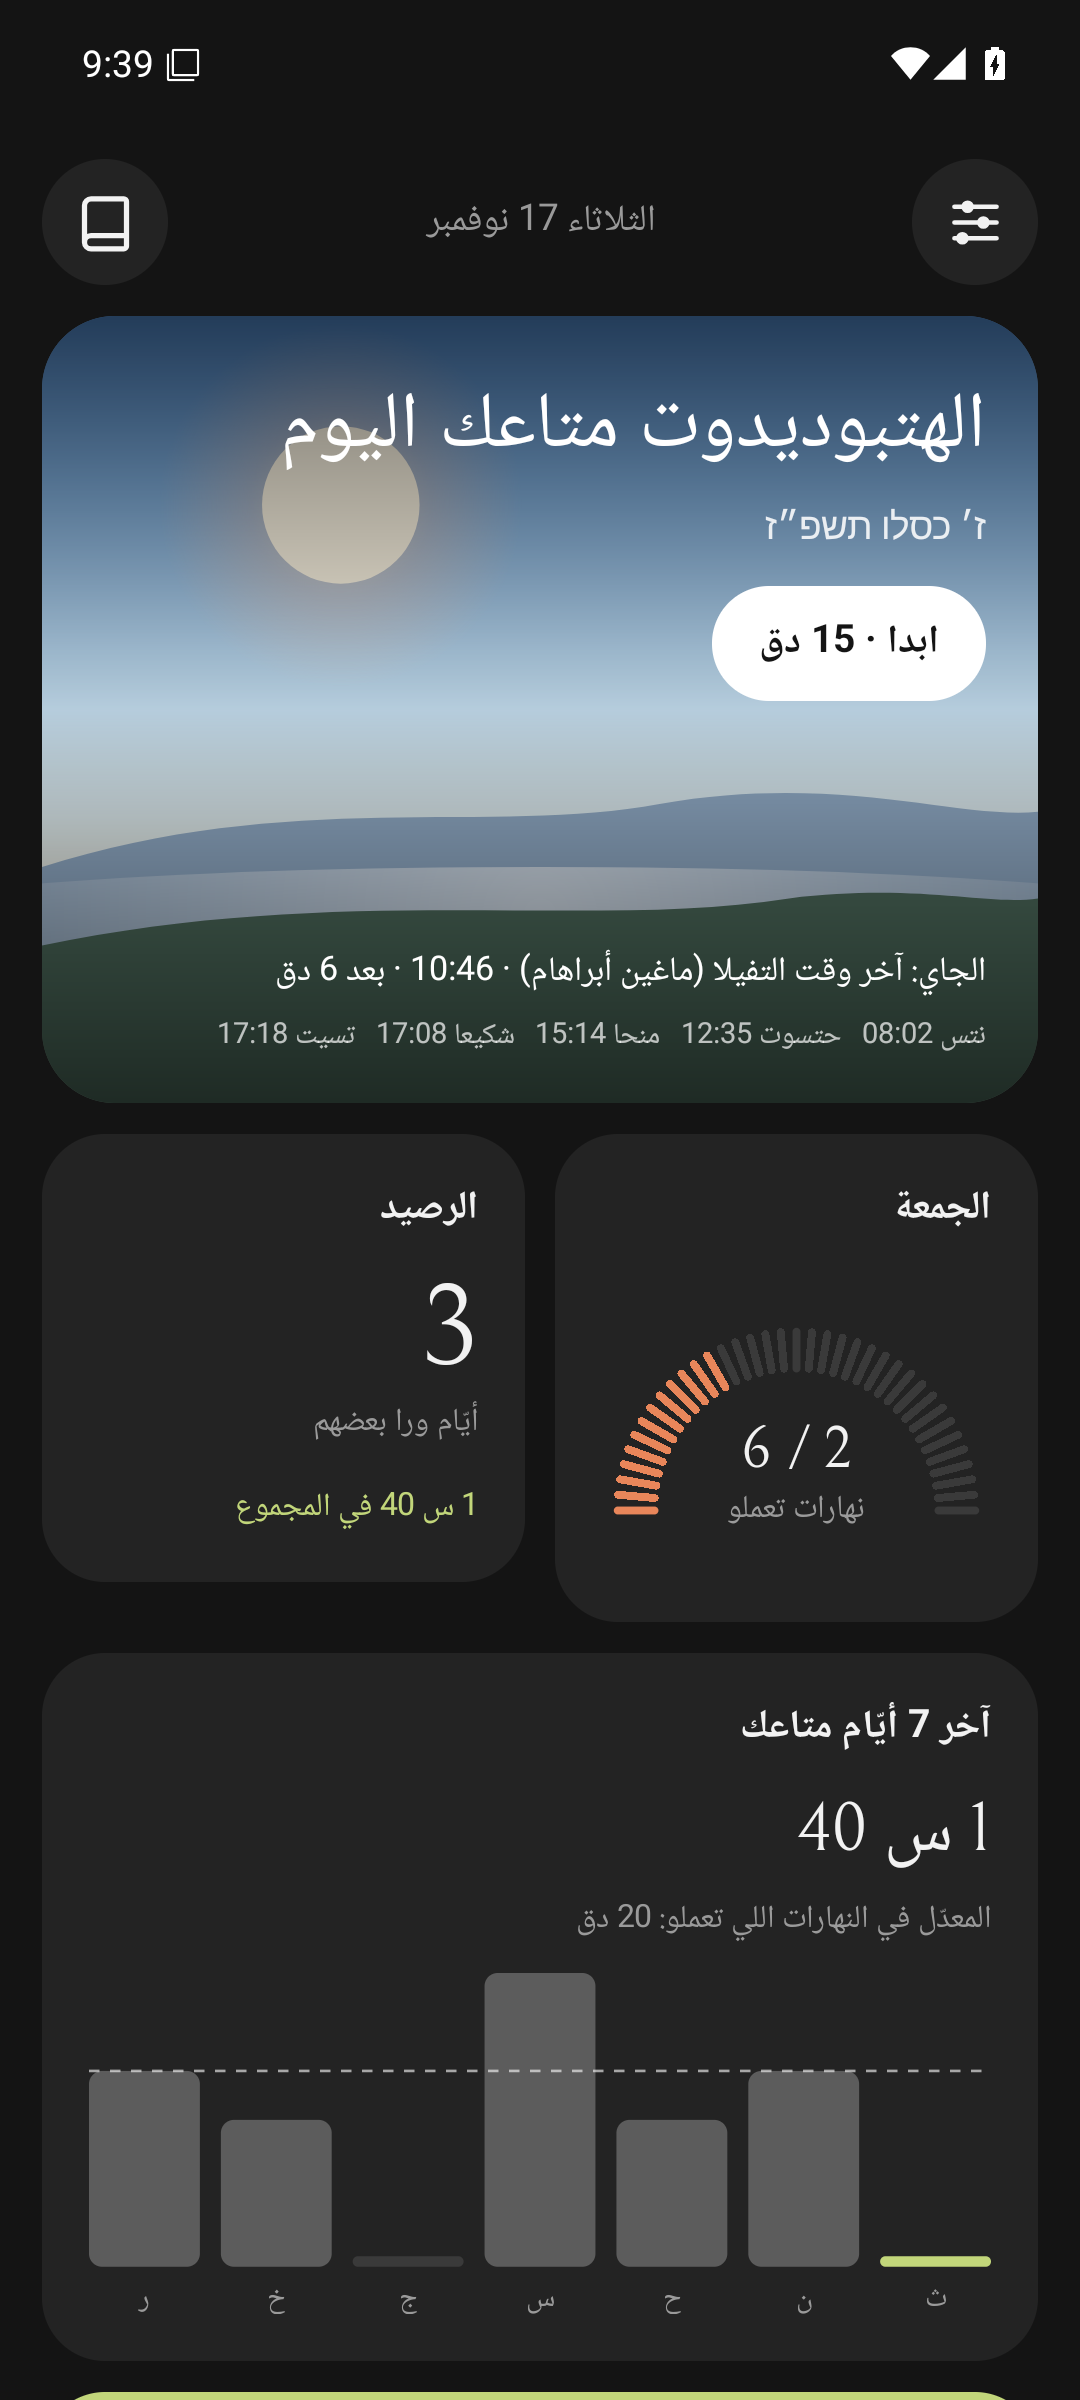 9:39
الثلاثاء 17 نوفمبر
الهتبوديدوت متاعك اليوم
ז׳ כסלו תשפ״ז
ابدا · 15 دق
الجاي: آخر وقت التفيلا (ماغين أبراهام) · 10:46 · بعد 6 دق
نتس 08:02 حتسوت 12:35 منحا 15:14 شكيعا 17:08 تسيت 17:18
الجمعة
2 / 6
نهارات تعملو
الرصيد
3
أيّام ورا بعضهم
1 س 40 في المجموع
آخر 7 أيّام متاعك
1 س 40
المعدّل في النهارات اللي تعملو: 20 دق
ث ن ح س ج خ ر